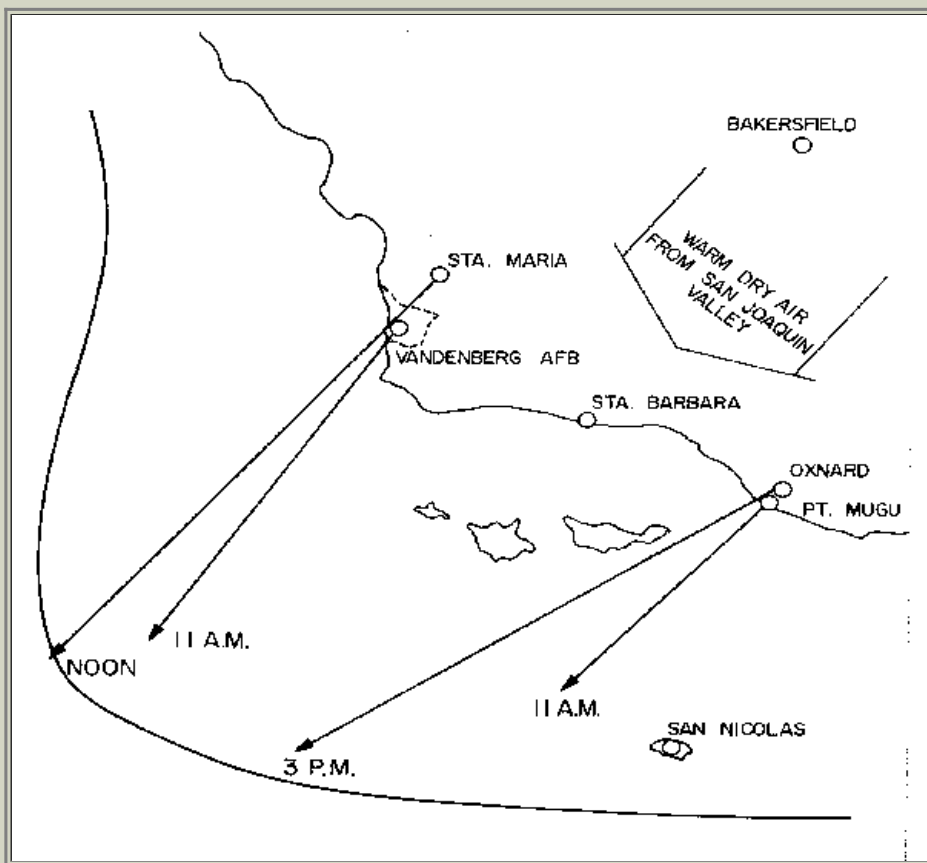 BAKERSFIELD
WARM DRY AIR
FROM SAN JOAQUIN
VALLEY
STA. MARIA
VANDENBERG AFB
STA. BARBARA
OXNARD
PT. MUGU
11 A.M.
NOON
11 A.M.
SAN NICOLAS
3 P.M.